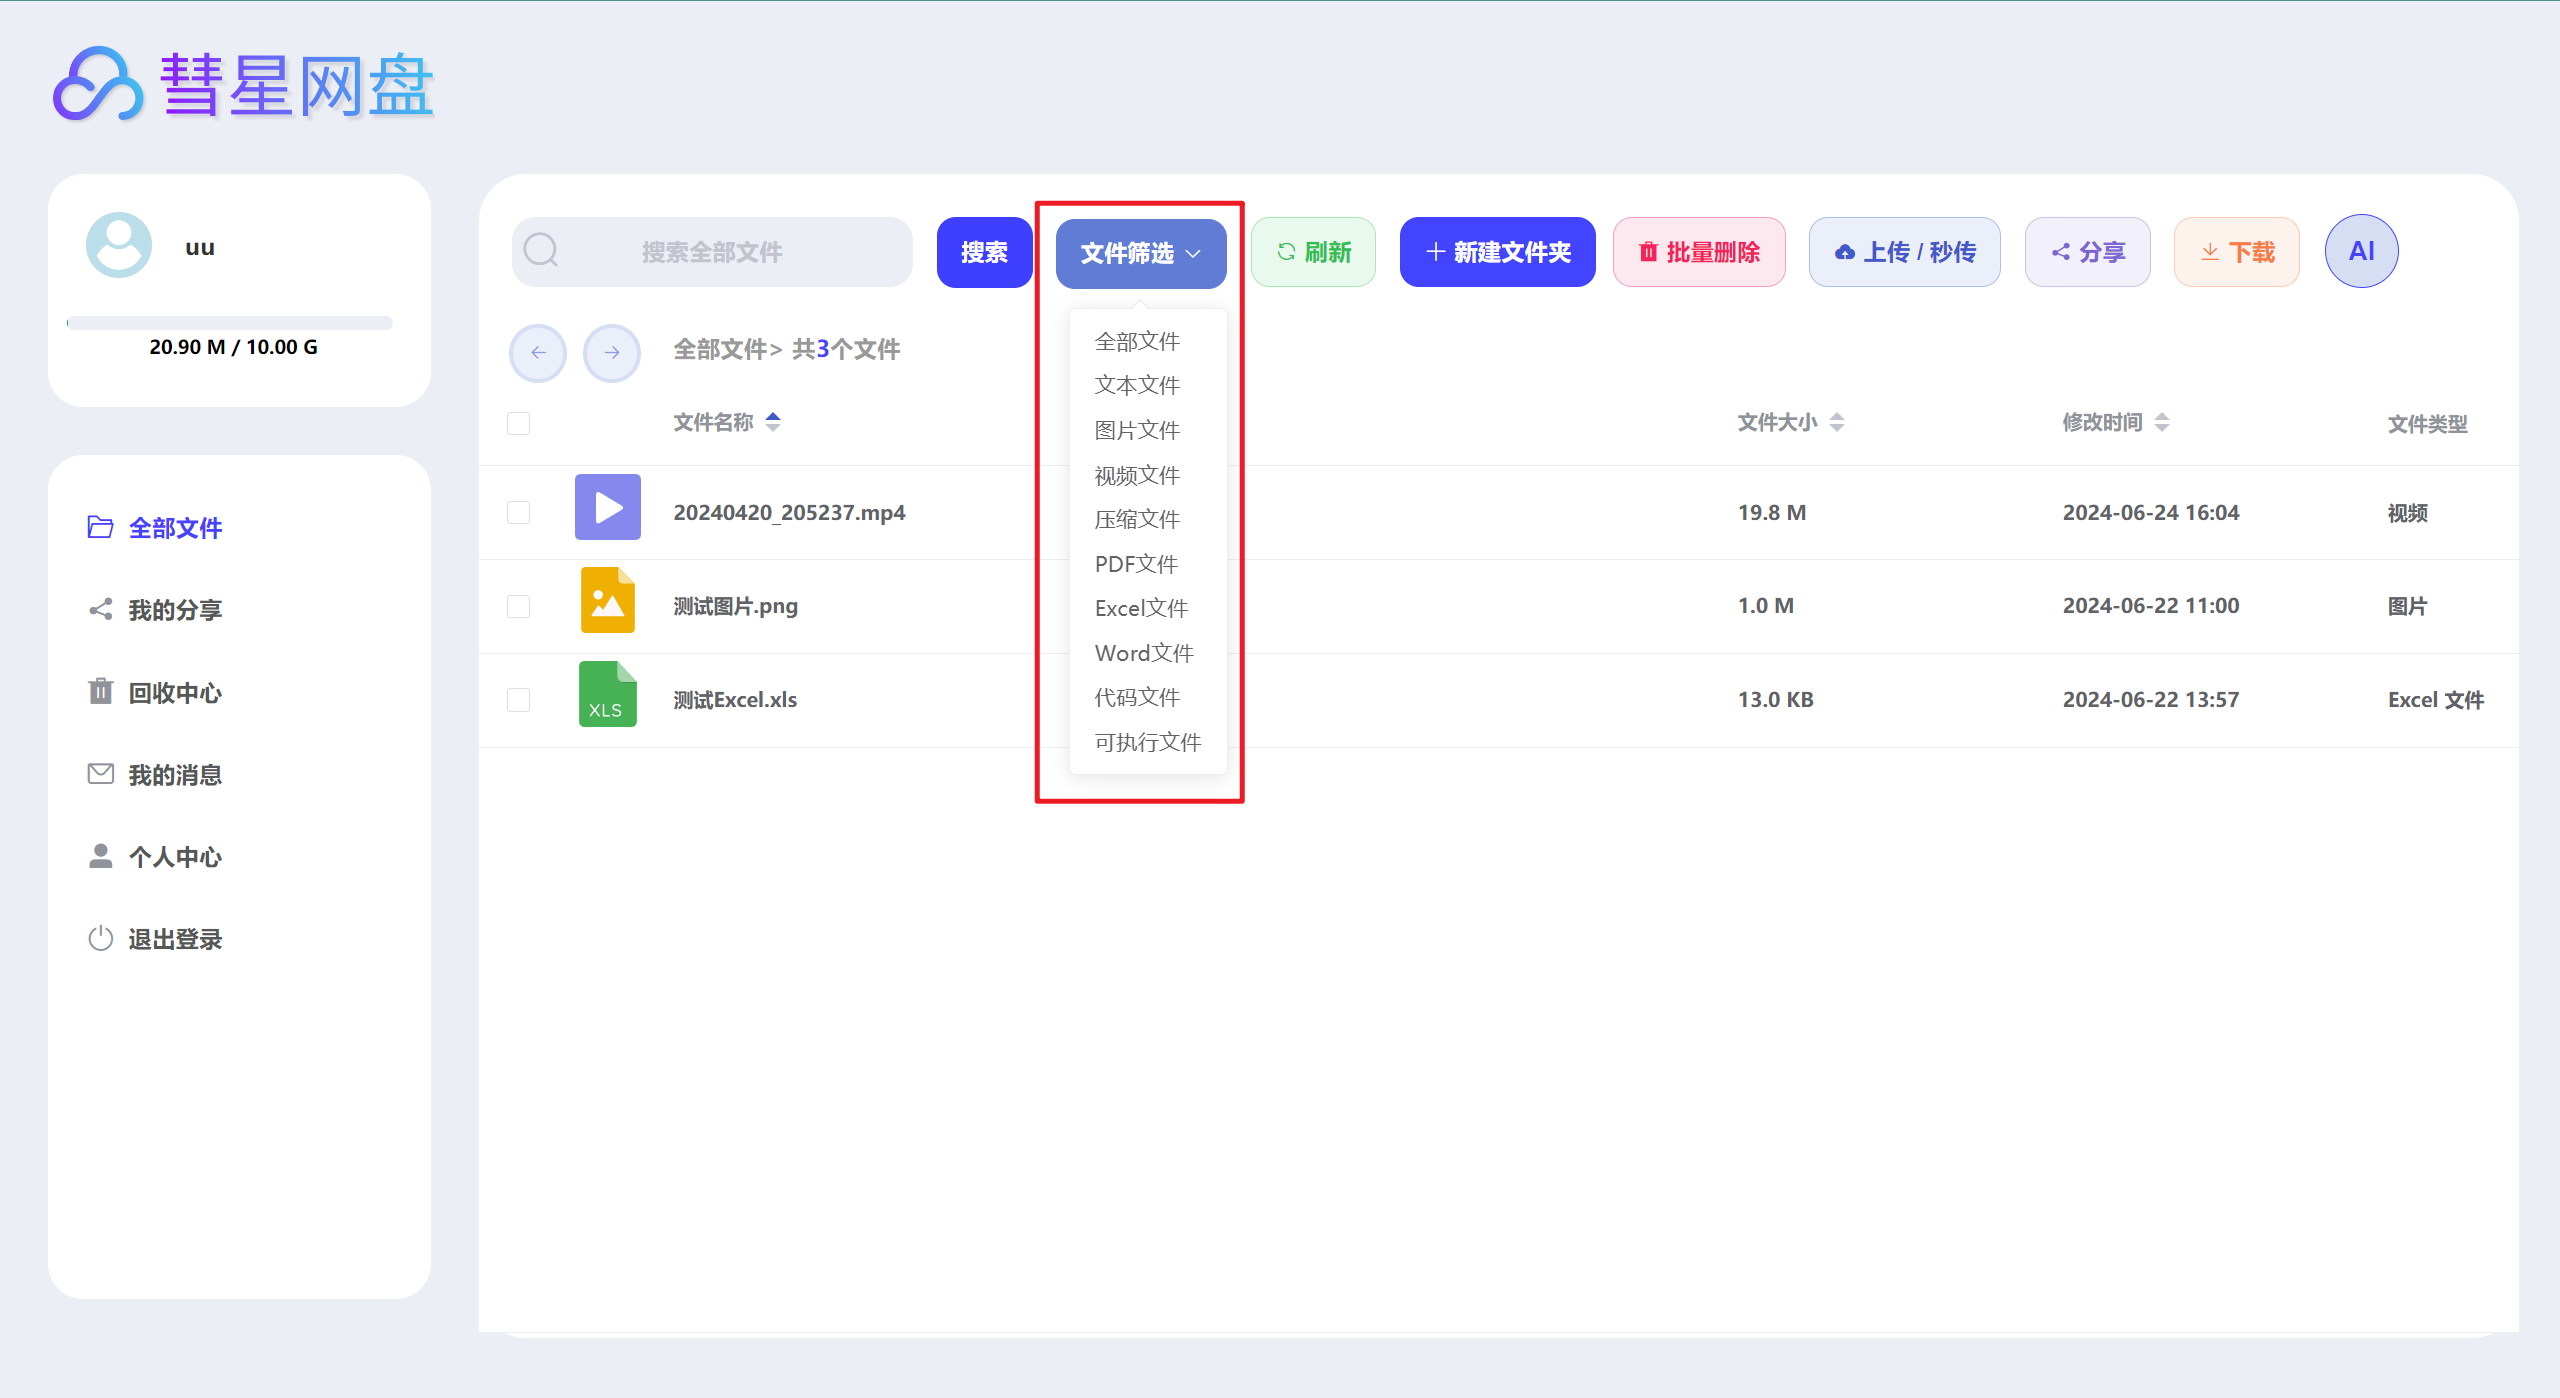 彗星网盘
uu
20.90 M / 10.00 G
全部文件
我的分享
回收中心
我的消息
个人中心
退出登录
搜索全部文件 搜索 文件筛选 刷新 新建文件夹 批量删除 上传 / 秒传 分享 下载 AI
全部文件> 共3个文件
文件名称 文件大小 修改时间 文件类型
20240420_205237.mp4 19.8 M 2024-06-24 16:04 视频
测试图片.png 1.0 M 2024-06-22 11:00 图片
XLS 测试Excel.xls 13.0 KB 2024-06-22 13:57 Excel 文件
全部文件
文本文件
图片文件
视频文件
压缩文件
PDF文件
Excel文件
Word文件
代码文件
可执行文件